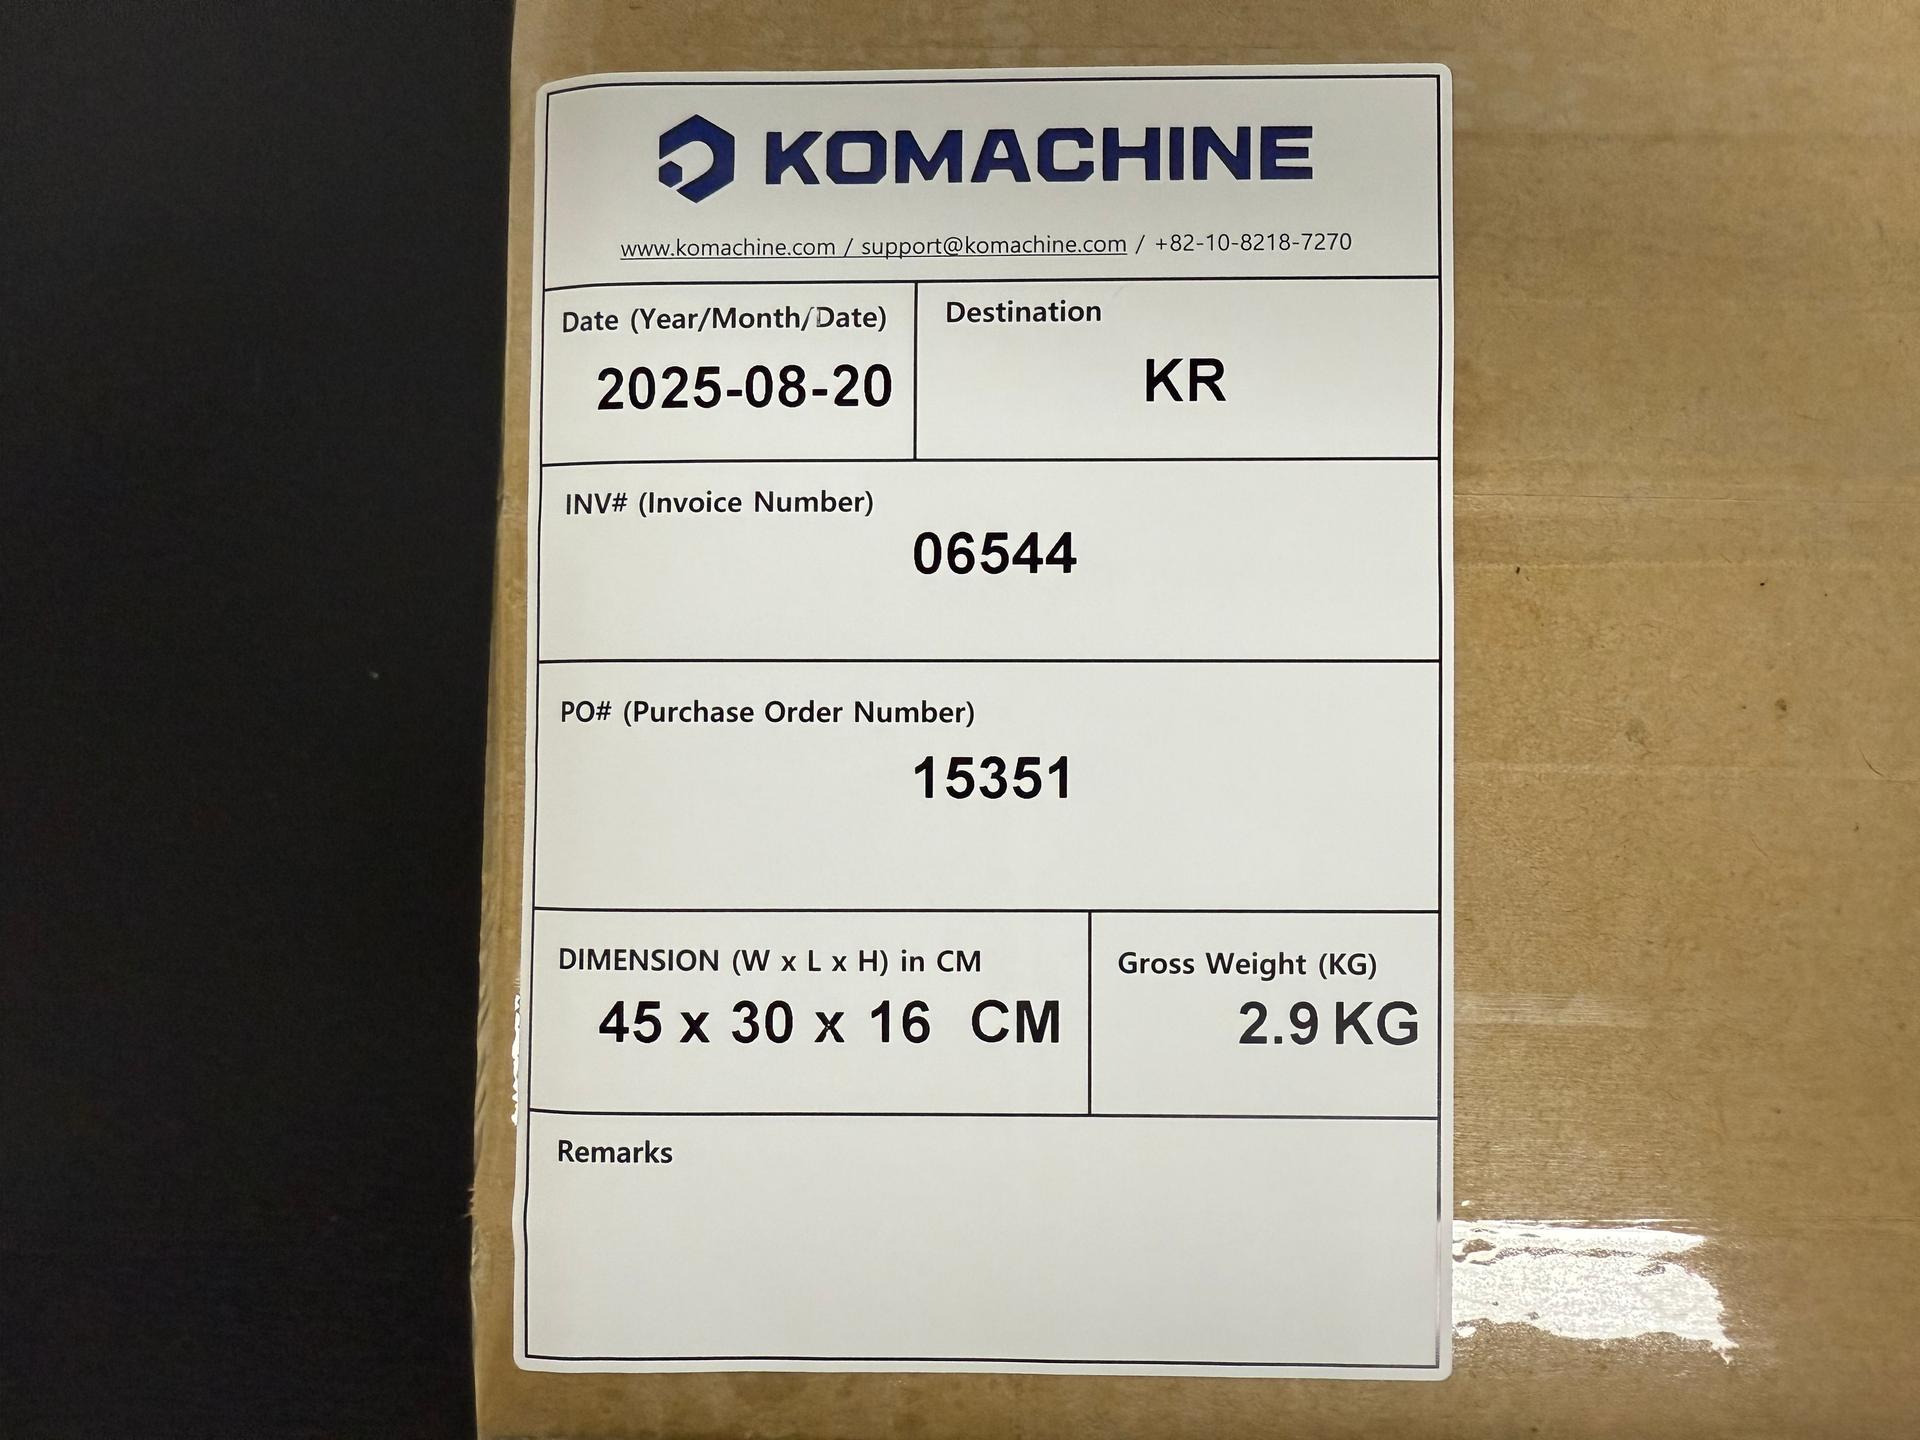 KOMACHINE
www.komachine.com / support@komachine.com / +82-10-8218-7270
Date (Year/Month/Date)
2025-08-20
Destination
KR
INV# (Invoice Number)
06544
PO# (Purchase Order Number)
15351
DIMENSION (W x L x H) in CM
45 x 30 x 16 CM
Gross Weight (KG)
2.9 KG
Remarks